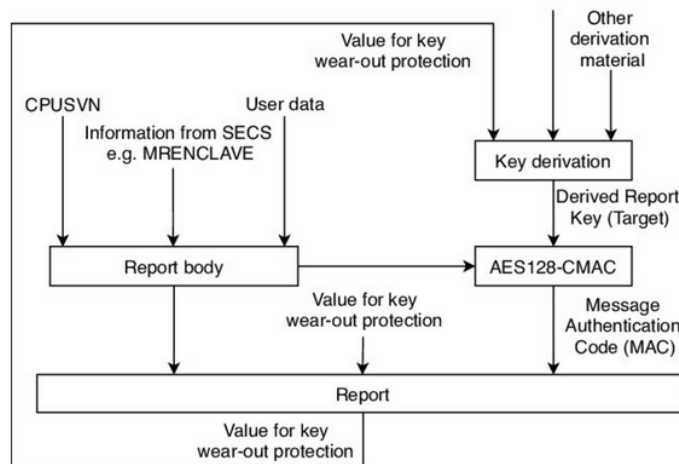 Value for key
wear-out protection
Other
derivation
material
CPUSVN
User data
Information from SECS
e.g. MRENCLAVE
Key derivation
Derived Report
Key (Target)
Report body
AES128-CMAC
Value for key
wear-out protection
Message
Authentication
Code (MAC)
Report
Value for key
wear-out protection